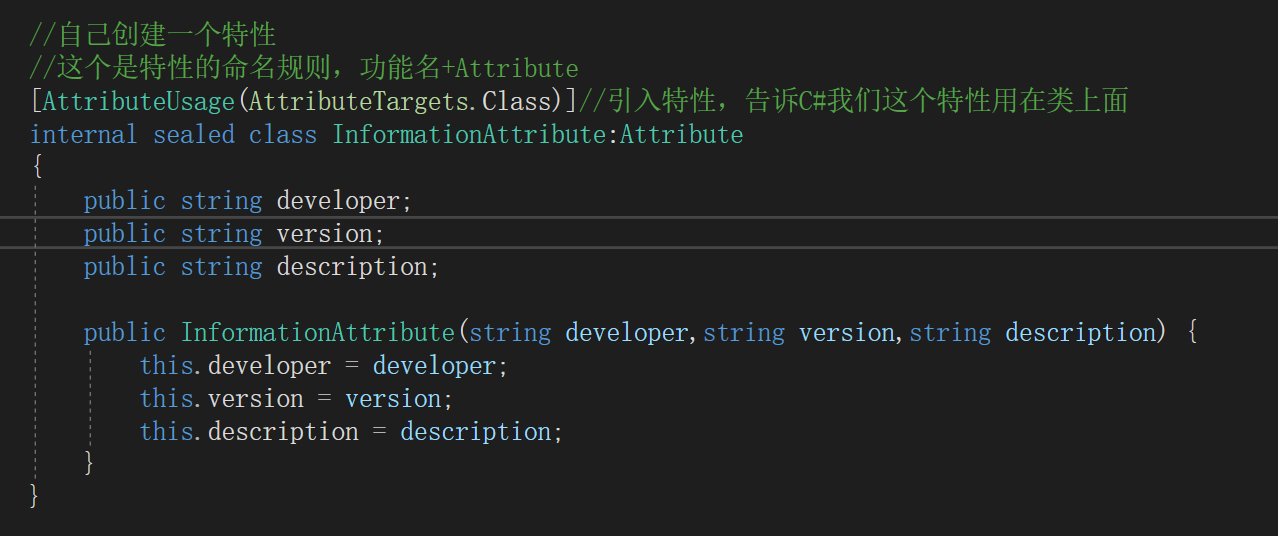 //自己创建一个特性
//这个是特性的命名规则，功能名+Attribute
[AttributeUsage(AttributeTargets.Class)]//引入特性，告诉C#我们这个特性用在类上面
internal sealed class InformationAttribute:Attribute
{
    public string developer;
    public string version;
    public string description;

    public InformationAttribute(string developer,string version,string description) {
        this.developer = developer;
        this.version = version;
        this.description = description;
    }
}